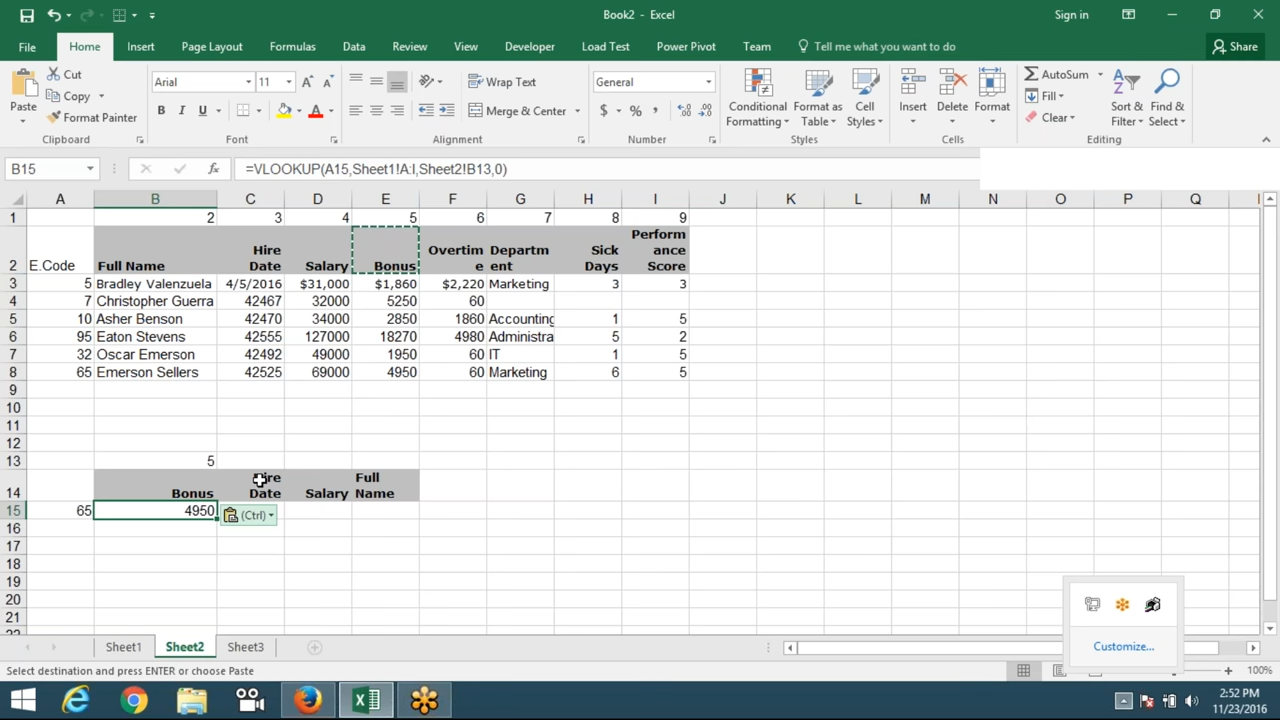 Book2 - Excel
Sign in
File Home Insert Page Layout Formulas Data Review View Developer Load Test Power Pivot Team Tell me what you want to do Share
Paste Cut Copy Format Painter Clipboard
Arial 11 B I U Font
Wrap Text Merge & Center Alignment
General $ % , Number
Conditional Formatting Format as Table Cell Styles Styles
Insert Delete Format Cells
AutoSum Fill Clear Sort & Filter Find & Select Editing
B15 fx =VLOOKUP(A15,Sheet1!A:I,Sheet2!B13,0)
A B C D E F G H I J K L M N O P Q
1 2 3 4 5 6 7 8 9
2 E.Code Full Name Hire Date Salary Bonus Overtime Department Sick Days Performance Score
3 5 Bradley Valenzuela 4/5/2016 $31,000 $1,860 $2,220 Marketing 3 3
4 7 Christopher Guerra 42467 32000 5250 60
5 10 Asher Benson 42470 34000 2850 1860 Accounting 1 5
6 95 Eaton Stevens 42555 127000 18270 4980 Administra 5 2
7 32 Oscar Emerson 42492 49000 1950 60 IT 1 5
8 65 Emerson Sellers 42525 69000 4950 60 Marketing 6 5
9
10
11
12
13 5
14 Bonus Hire Date Salary Full Name
15 65 4950 (Ctrl)
16
17
18
19
20
21
22
Customize...
Sheet1 Sheet2 Sheet3
Select destination and press ENTER or choose Paste 100%
2:52 PM
11/23/2016